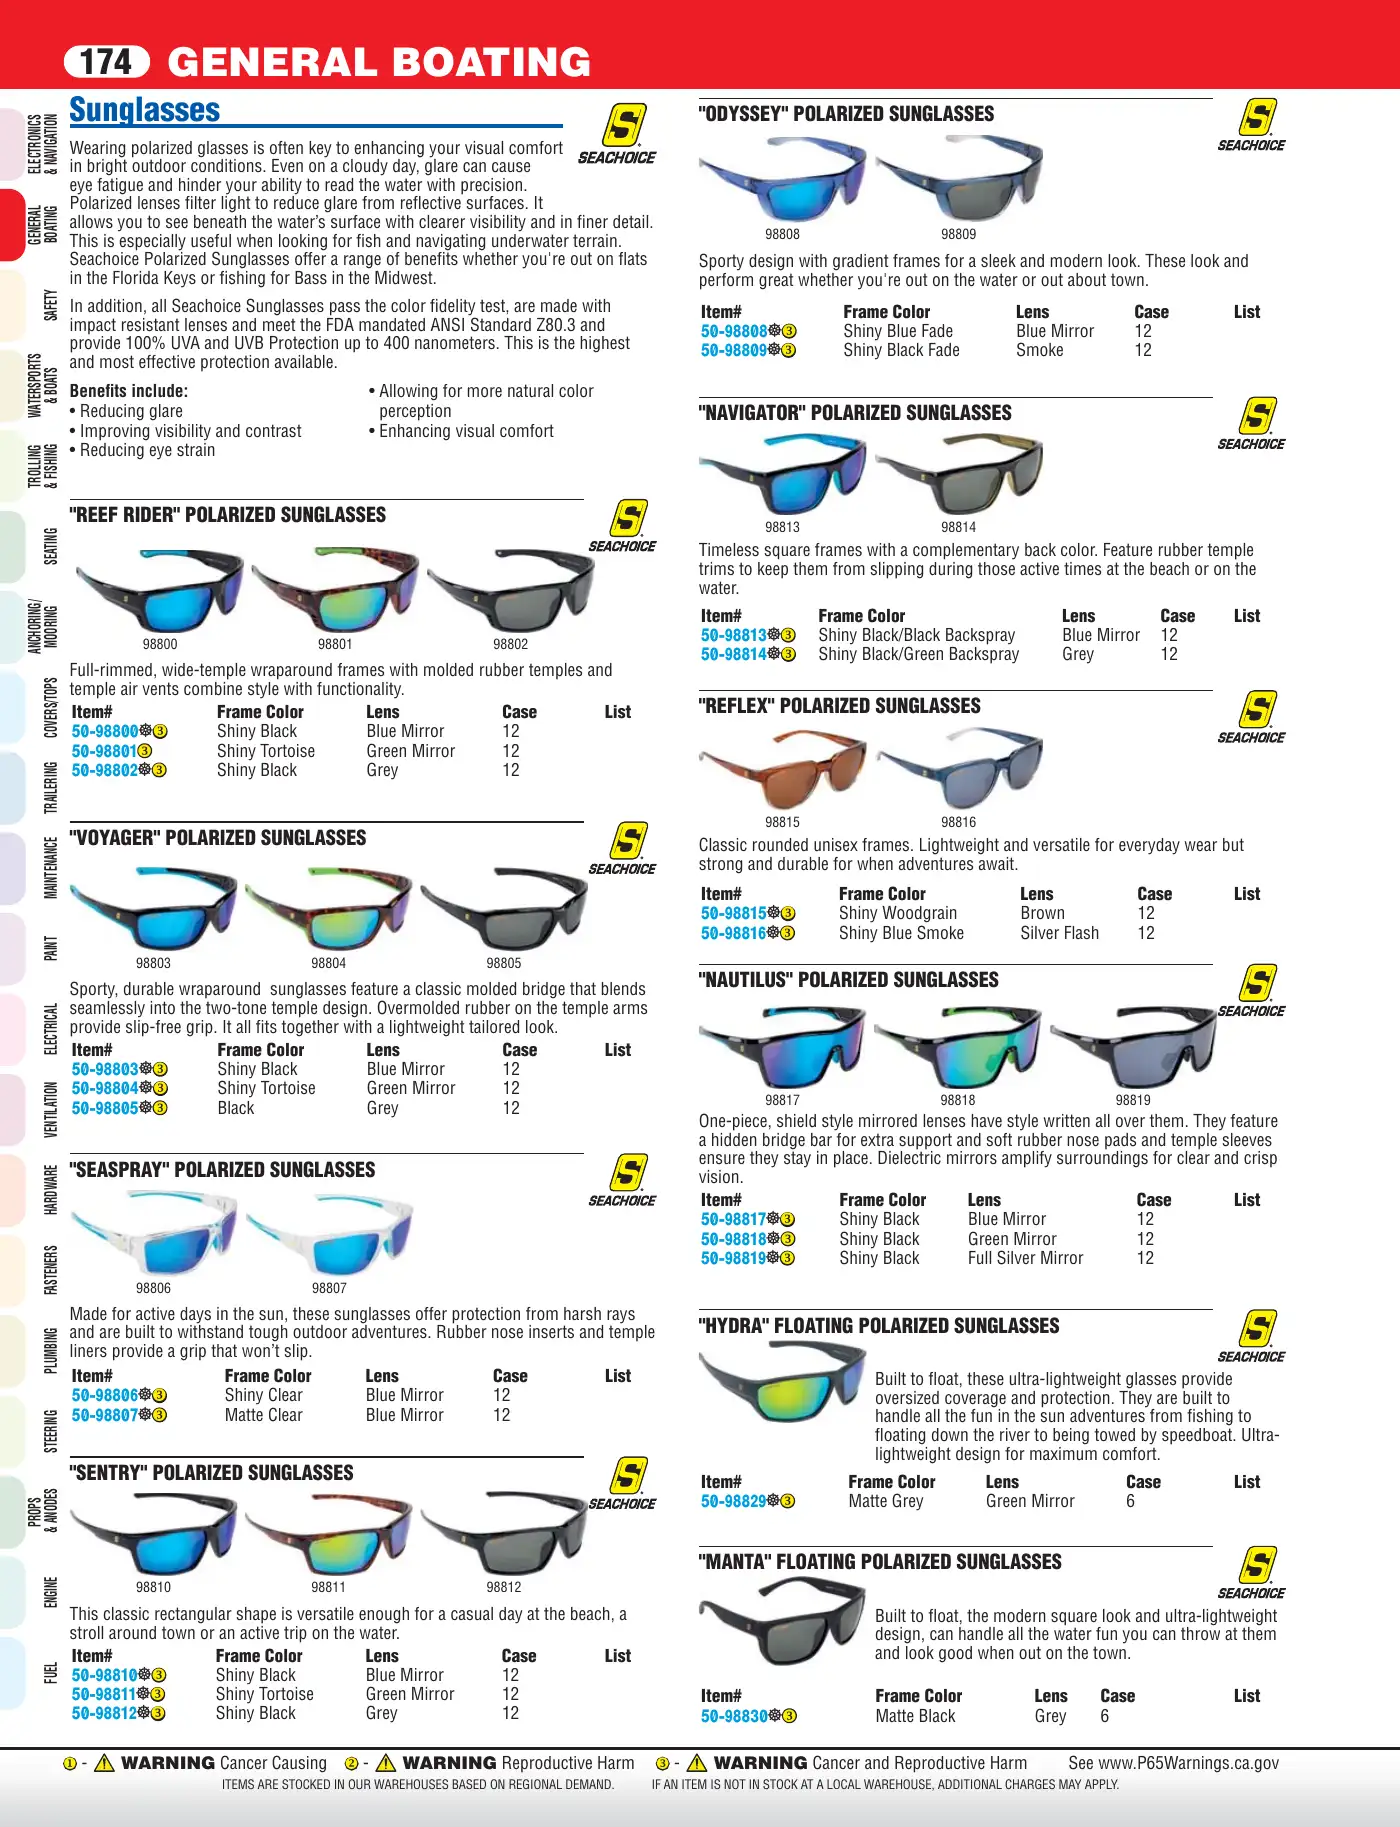 174 GENERAL BOATING
ELECTRONICS
& NAVIGATION
GENERAL
BOATING
SAFETY
WATERSPORTS
& BOATS
TROLLING
& FISHING
SEATING
ANCHORING/
MOORING
COVERS/TOPS
TRAILERING
MAINTENANCE
PAINT
ELECTRICAL
VENTILATION
HARDWARE
FASTENERS
PLUMBING
STEERING
PROPS
& ANODES
ENGINE
FUEL
Sunglasses
S
SEACHOICE
Wearing polarized glasses is often key to enhancing your visual comfort
in bright outdoor conditions. Even on a cloudy day, glare can cause
eye fatigue and hinder your ability to read the water with precision.
Polarized lenses filter light to reduce glare from reflective surfaces. It
allows you to see beneath the water's surface with clearer visibility and in finer detail.
This is especially useful when looking for fish and navigating underwater terrain.
Seachoice Polarized Sunglasses offer a range of benefits whether you're out on flats
in the Florida Keys or fishing for Bass in the Midwest.
In addition, all Seachoice Sunglasses pass the color fidelity test, are made with
impact resistant lenses and meet the FDA mandated ANSI Standard Z80.3 and
provide 100% UVA and UVB Protection up to 400 nanometers. This is the highest
and most effective protection available.
Benefits include:
• Reducing glare
• Improving visibility and contrast
• Reducing eye strain
• Allowing for more natural color
perception
• Enhancing visual comfort
"REEF RIDER" POLARIZED SUNGLASSES
S
SEACHOICE
98800 98801 98802
Full-rimmed, wide-temple wraparound frames with molded rubber temples and
temple air vents combine style with functionality.
Item# Frame Color Lens Case List
50-98800 3 Shiny Black Blue Mirror 12
50-98801 3 Shiny Tortoise Green Mirror 12
50-98802 3 Shiny Black Grey 12
"VOYAGER" POLARIZED SUNGLASSES
S
SEACHOICE
98803 98804 98805
Sporty, durable wraparound sunglasses feature a classic molded bridge that blends
seamlessly into the two-tone temple design. Overmolded rubber on the temple arms
provide slip-free grip. It all fits together with a lightweight tailored look.
Item# Frame Color Lens Case List
50-98803 3 Shiny Black Blue Mirror 12
50-98804 3 Shiny Tortoise Green Mirror 12
50-98805 3 Black Grey 12
"SEASPRAY" POLARIZED SUNGLASSES
S
SEACHOICE
98806 98807
Made for active days in the sun, these sunglasses offer protection from harsh rays
and are built to withstand tough outdoor adventures. Rubber nose inserts and temple
liners provide a grip that won't slip.
Item# Frame Color Lens Case List
50-98806 3 Shiny Clear Blue Mirror 12
50-98807 3 Matte Clear Blue Mirror 12
"SENTRY" POLARIZED SUNGLASSES
S
SEACHOICE
98810 98811 98812
This classic rectangular shape is versatile enough for a casual day at the beach, a
stroll around town or an active trip on the water.
Item# Frame Color Lens Case List
50-98810 3 Shiny Black Blue Mirror 12
50-98811 3 Shiny Tortoise Green Mirror 12
50-98812 3 Shiny Black Grey 12
"ODYSSEY" POLARIZED SUNGLASSES
S
SEACHOICE
98808 98809
Sporty design with gradient frames for a sleek and modern look. These look and
perform great whether you're out on the water or out about town.
Item# Frame Color Lens Case List
50-98808 3 Shiny Blue Fade Blue Mirror 12
50-98809 3 Shiny Black Fade Smoke 12
"NAVIGATOR" POLARIZED SUNGLASSES
S
SEACHOICE
98813 98814
Timeless square frames with a complementary back color. Feature rubber temple
trims to keep them from slipping during those active times at the beach or on the
water.
Item# Frame Color Lens Case List
50-98813 3 Shiny Black/Black Backspray Blue Mirror 12
50-98814 3 Shiny Black/Green Backspray Grey 12
"REFLEX" POLARIZED SUNGLASSES
S
SEACHOICE
98815 98816
Classic rounded unisex frames. Lightweight and versatile for everyday wear but
strong and durable for when adventures await.
Item# Frame Color Lens Case List
50-98815 3 Shiny Woodgrain Brown 12
50-98816 3 Shiny Blue Smoke Silver Flash 12
"NAUTILUS" POLARIZED SUNGLASSES
S
SEACHOICE
98817 98818 98819
One-piece, shield style mirrored lenses have style written all over them. They feature
a hidden bridge bar for extra support and soft rubber nose pads and temple sleeves
ensure they stay in place. Dielectric mirrors amplify surroundings for clear and crisp
vision.
Item# Frame Color Lens Case List
50-98817 3 Shiny Black Blue Mirror 12
50-98818 3 Shiny Black Green Mirror 12
50-98819 3 Shiny Black Full Silver Mirror 12
"HYDRA" FLOATING POLARIZED SUNGLASSES
S
SEACHOICE
Built to float, these ultra-lightweight glasses provide
oversized coverage and protection. They are built to
handle all the fun in the sun adventures from fishing to
floating down the river to being towed by speedboat. Ultra-
lightweight design for maximum comfort.
Item# Frame Color Lens Case List
50-98829 3 Matte Grey Green Mirror 6
"MANTA" FLOATING POLARIZED SUNGLASSES
S
SEACHOICE
Built to float, the modern square look and ultra-lightweight
design, can handle all the water fun you can throw at them
and look good when out on the town.
Item# Frame Color Lens Case List
50-98830 3 Matte Black Grey 6
1 - WARNING Cancer Causing 2 - WARNING Reproductive Harm 3 - WARNING Cancer and Reproductive Harm See www.P65Warnings.ca.gov
ITEMS ARE STOCKED IN OUR WAREHOUSES BASED ON REGIONAL DEMAND. IF AN ITEM IS NOT IN STOCK AT A LOCAL WAREHOUSE, ADDITIONAL CHARGES MAY APPLY.